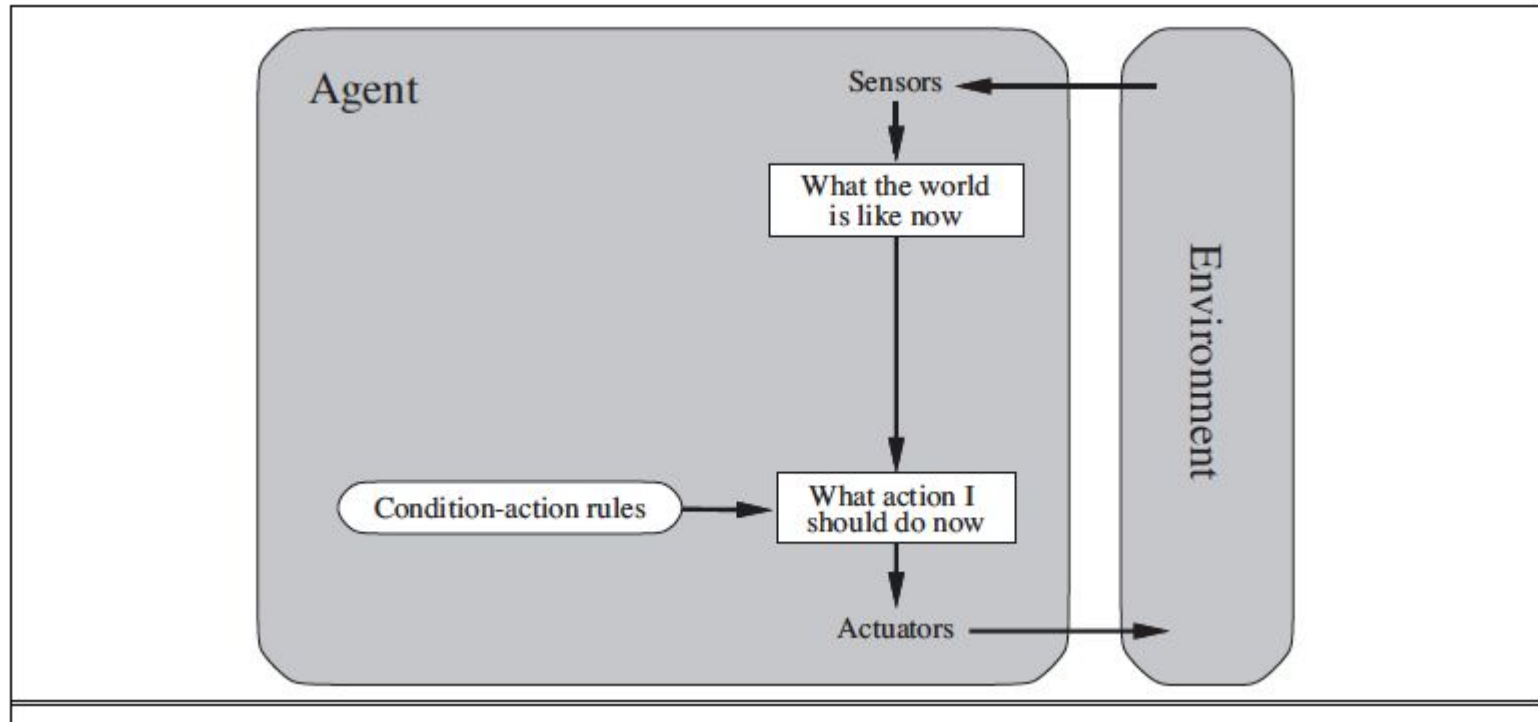 Agent
Sensors
What the world
is like now
Environment
Condition-action rules
What action I
should do now
Actuators